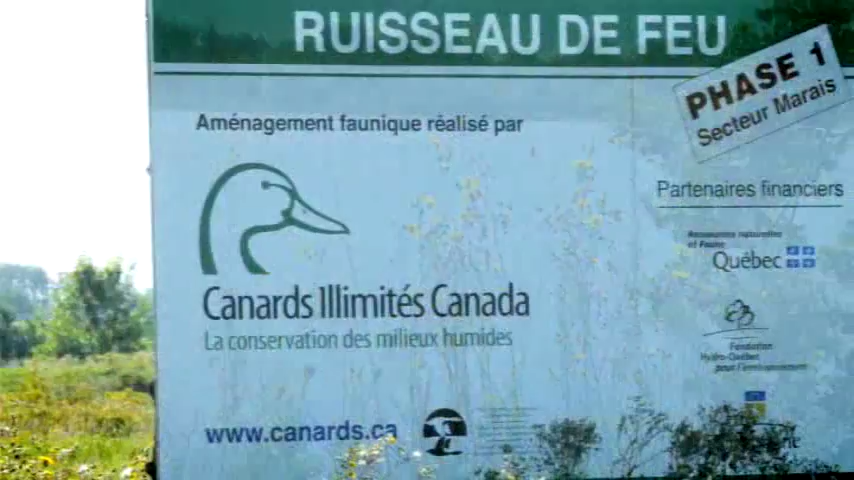 RUISSEAU DE FEU
PHASE 1
Secteur Marais
Aménagement faunique réalisé par
Canards Illimités Canada
La conservation des milieux humides
www.canards.ca
Partenaires financiers
Ressources naturelles
et Faune
Québec
Fondation
Hydro-Québec
pour l'environnement